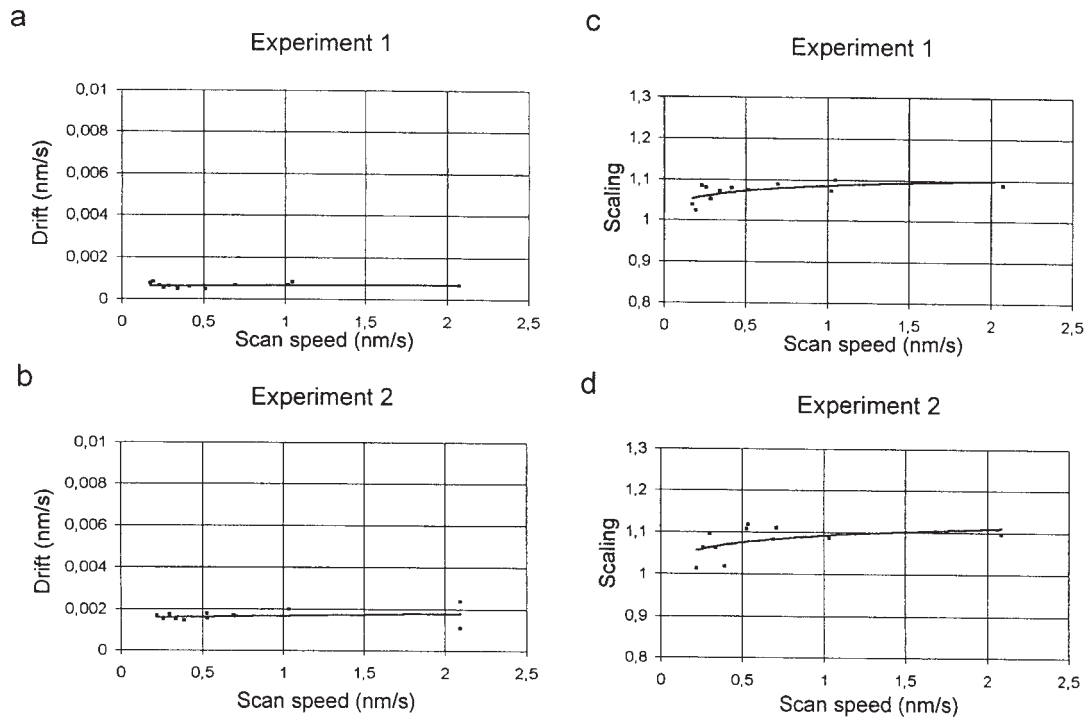 a
Experiment 1
Drift (nm/s)
0,01
0,008
0,006
0,004
0,002
0
0 0,5 1 1,5 2 2,5
Scan speed (nm/s)
c
Experiment 1
Scaling
1,3
1,2
1,1
1
0,9
0,8
0 0,5 1 1,5 2 2,5
Scan speed (nm/s)
b
Experiment 2
Drift (nm/s)
0,01
0,008
0,006
0,004
0,002
0
0 0,5 1 1,5 2 2,5
Scan speed (nm/s)
d
Experiment 2
Scaling
1,3
1,2
1,1
1
0,9
0,8
0 0,5 1 1,5 2 2,5
Scan speed (nm/s)